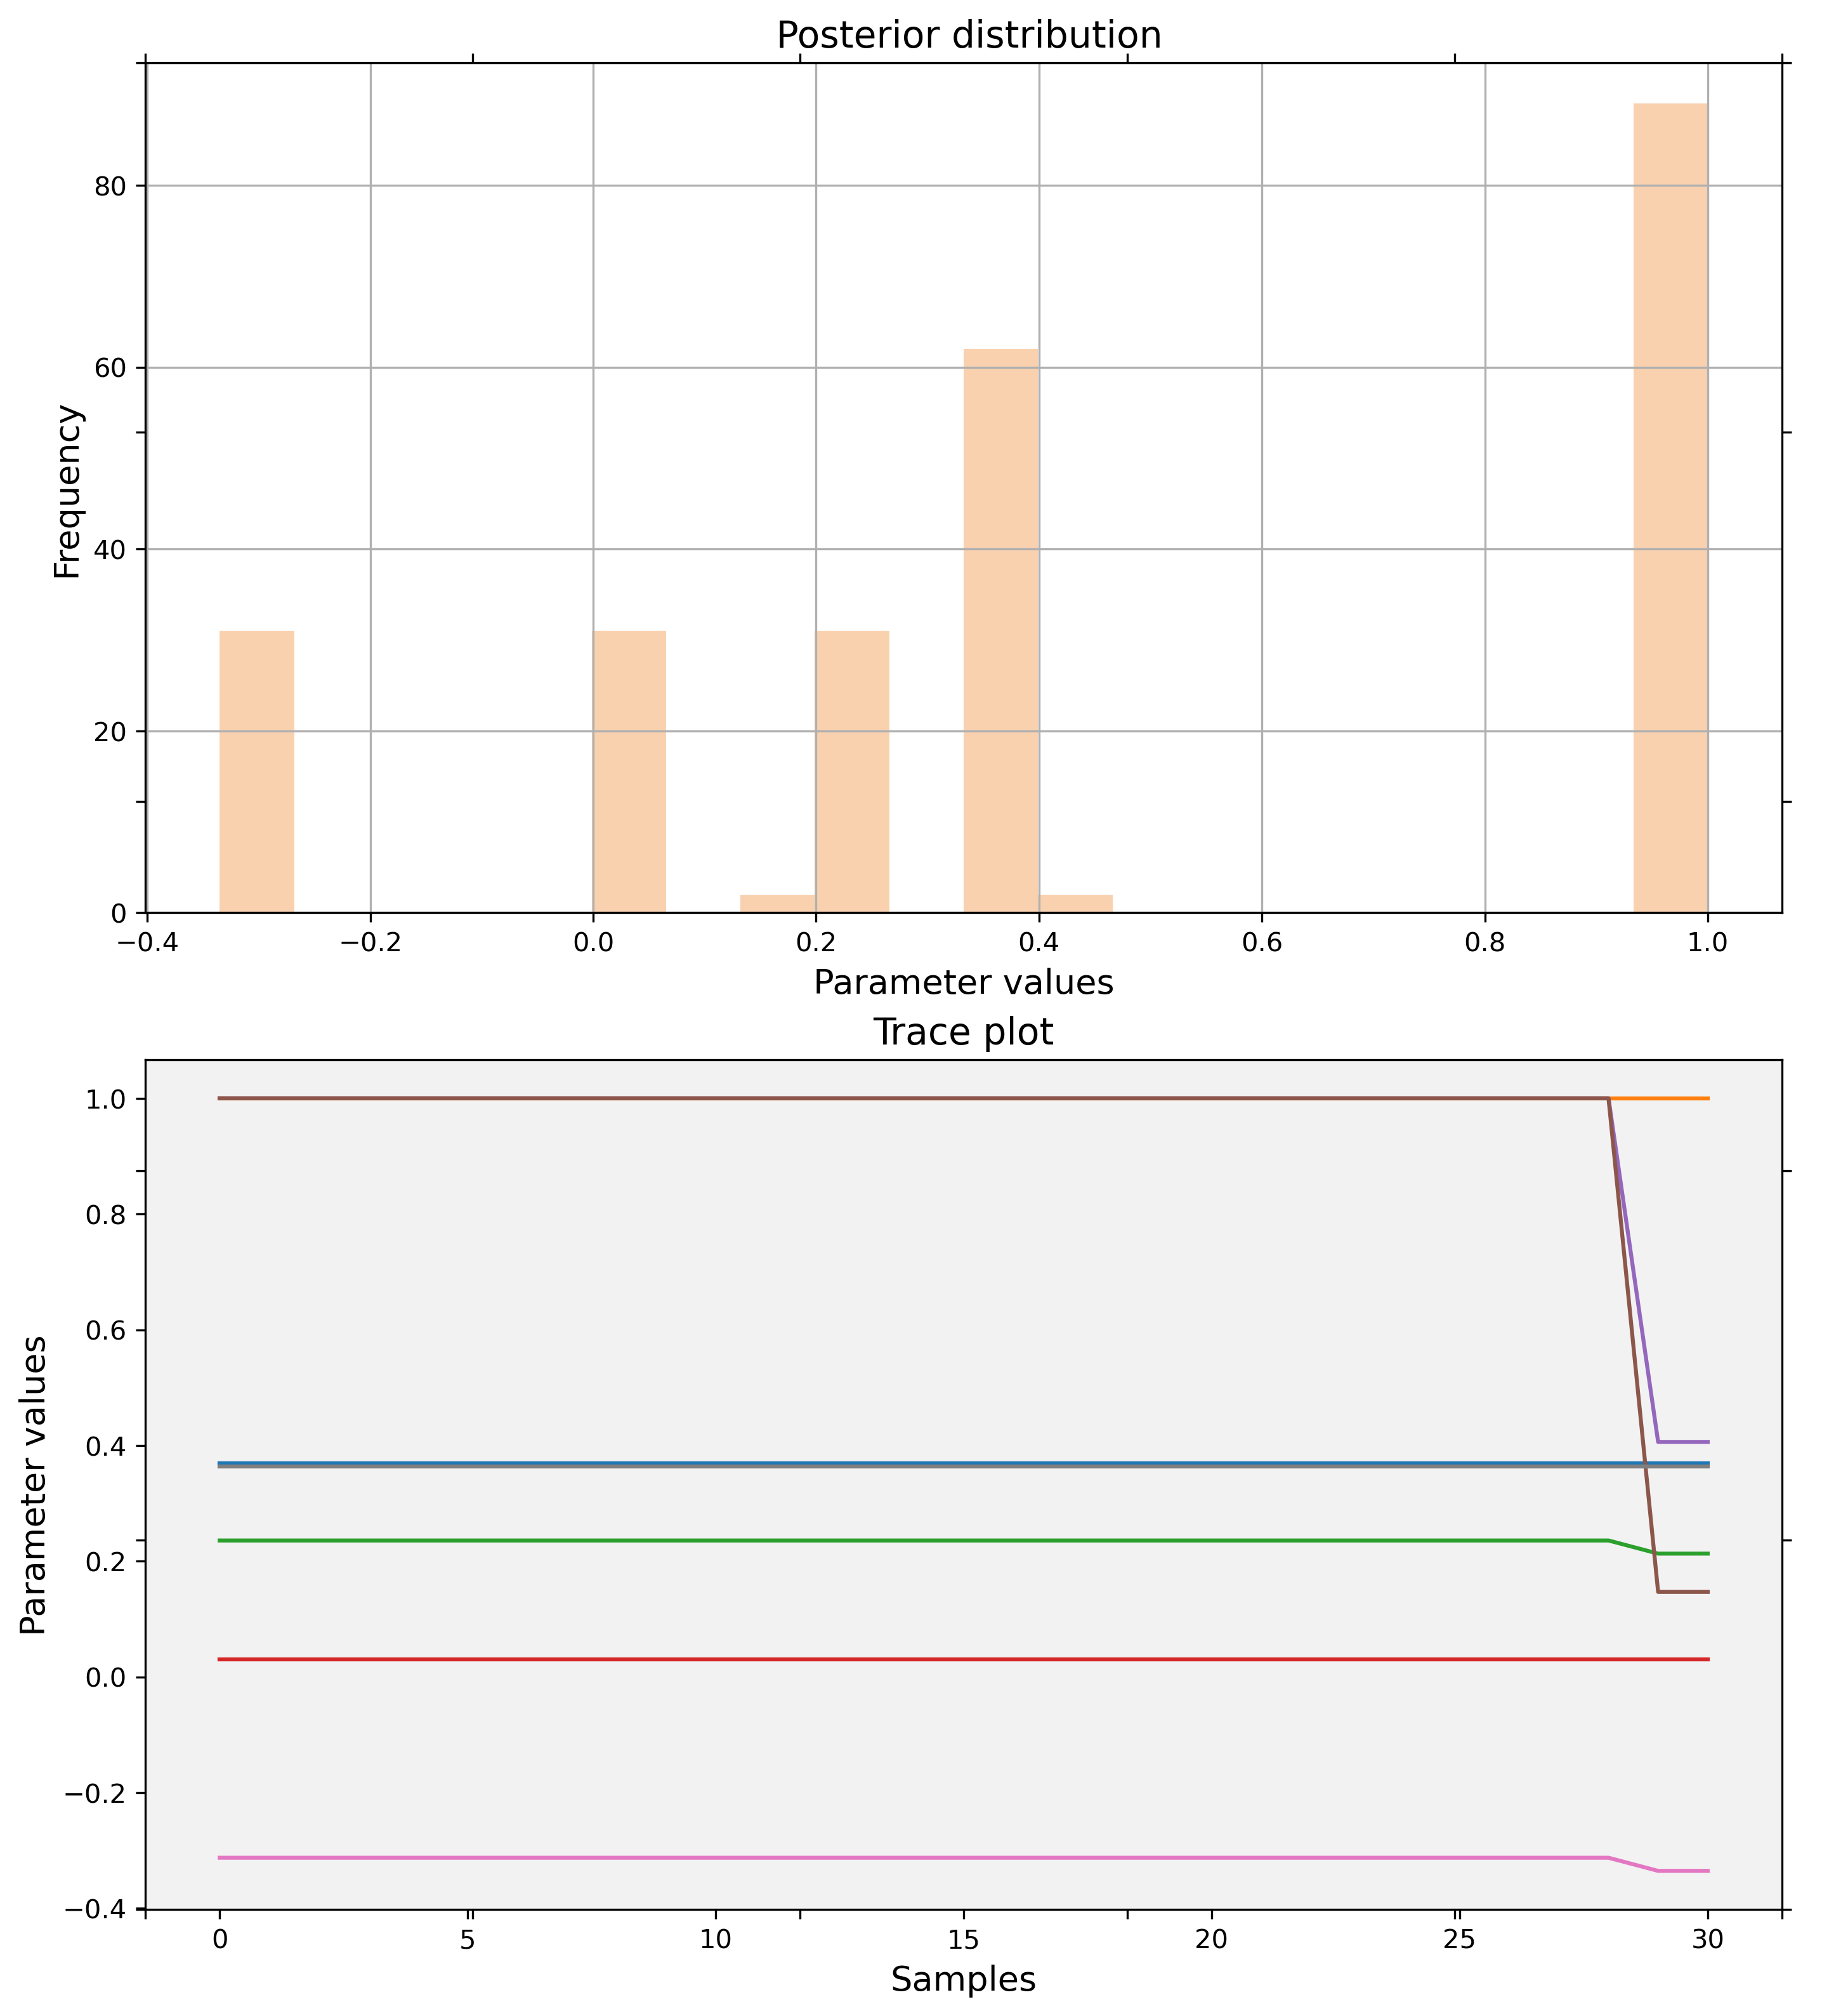 Posterior distribution
Frequency
80
60
40
20
0
−0.4 −0.2 0.0 0.2 0.4 0.6 0.8 1.0
Parameter values
Trace plot
Parameter values
1.0
0.8
0.6
0.4
0.2
0.0
−0.2
−0.4
0 5 10 15 20 25 30
Samples